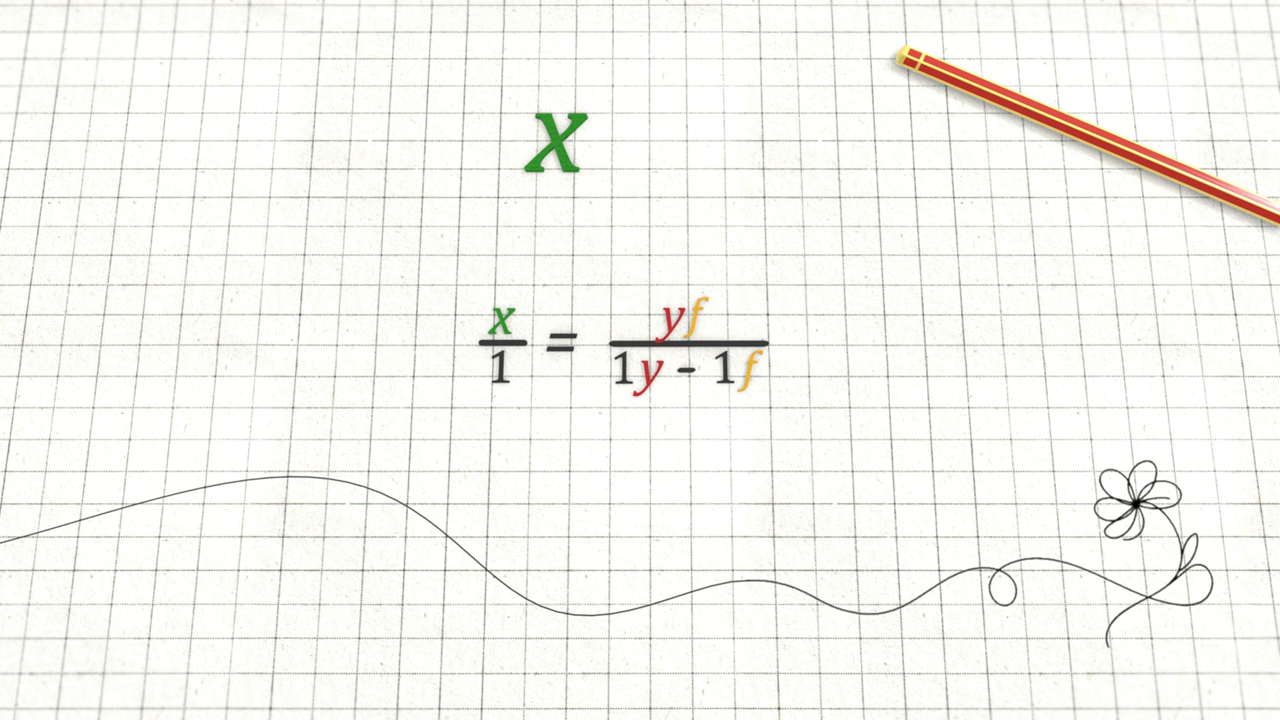 x
x/1 = yf/(1y - 1f)